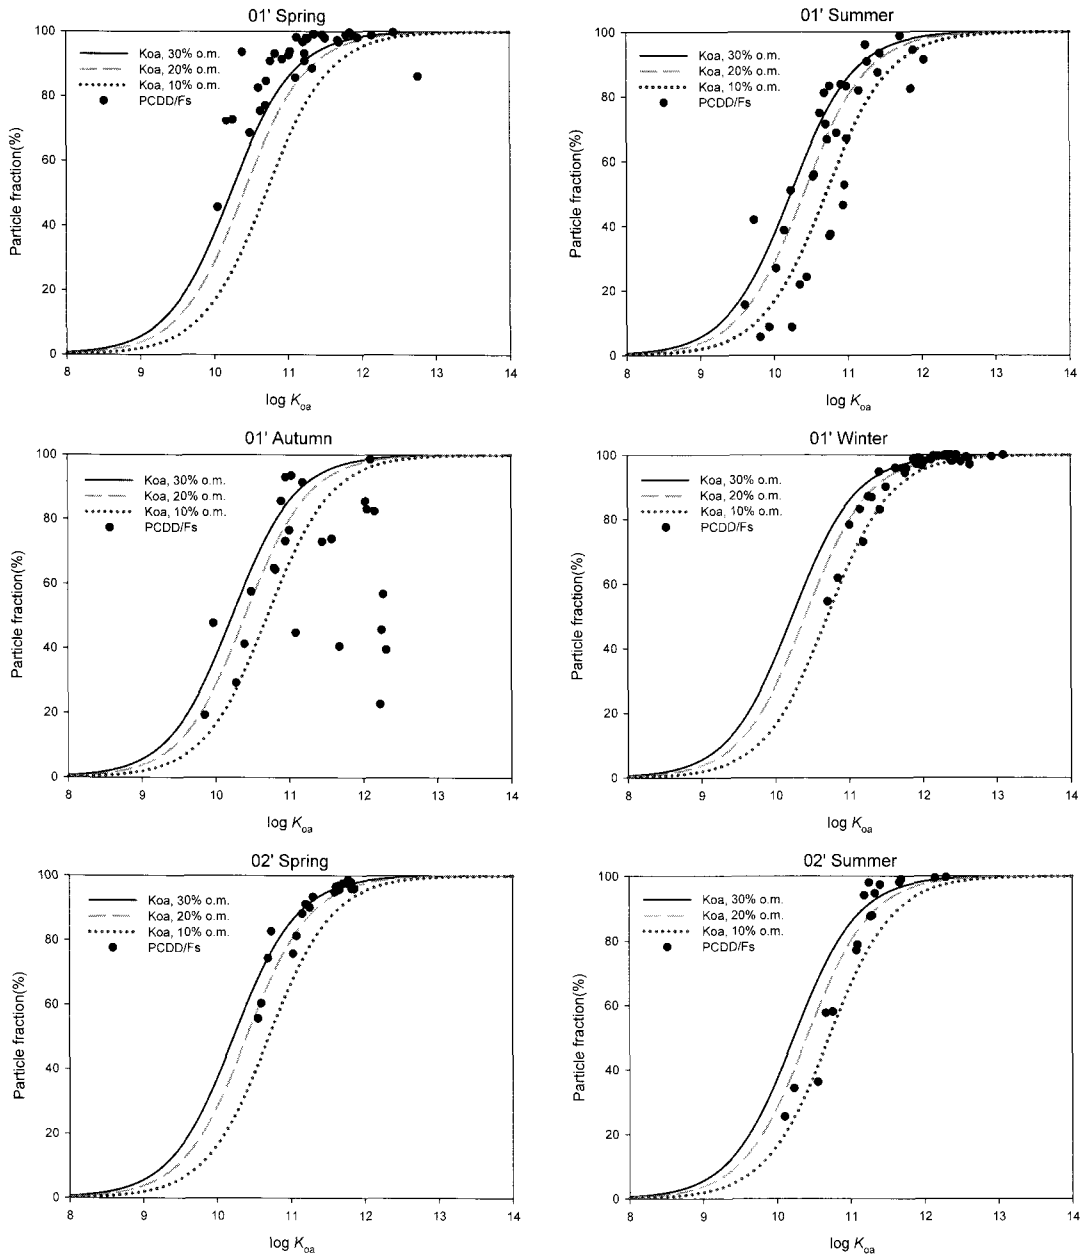 01' Spring
100
80
60
40
20
0
Particle fraction(%)
Koa, 30% o.m.
Koa, 20% o.m.
Koa, 10% o.m.
PCDD/Fs
8 9 10 11 12 13 14
log Koa
01' Summer
100
80
60
40
20
0
Particle fraction(%)
Koa, 30% o.m.
Koa, 20% o.m.
Koa, 10% o.m.
PCDD/Fs
8 9 10 11 12 13 14
log Koa
01' Autumn
100
80
60
40
20
0
Particle fraction(%)
Koa, 30% o.m.
Koa, 20% o.m.
Koa, 10% o.m.
PCDD/Fs
8 9 10 11 12 13 14
log Koa
01' Winter
100
80
60
40
20
0
Particle fraction(%)
Koa, 30% o.m.
Koa, 20% o.m.
Koa, 10% o.m.
PCDD/Fs
8 9 10 11 12 13 14
log Koa
02' Spring
100
80
60
40
20
0
Particle fraction(%)
Koa, 30% o.m.
Koa, 20% o.m.
Koa, 10% o.m.
PCDD/Fs
8 9 10 11 12 13 14
log Koa
02' Summer
100
80
60
40
20
0
Particle fraction(%)
Koa, 30% o.m.
Koa, 20% o.m.
Koa, 10% o.m.
PCDD/Fs
8 9 10 11 12 13 14
log Koa